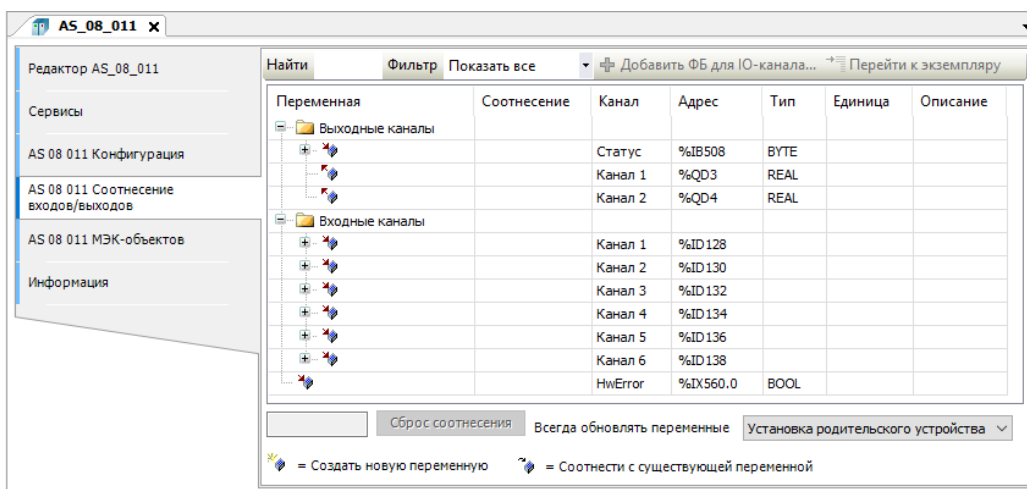 AS_08_011 X
Редактор AS_08_011
Сервисы
AS 08 011 Конфигурация
AS 08 011 Соотнесение
входов/выходов
AS 08 011 МЭК-объектов
Информация
Найти Фильтр Показать все Добавить ФБ для IO-канала... Перейти к экземпляру
Переменная Соотнесение Канал Адрес Тип Единица Описание
Выходные каналы
Статус %IB508 BYTE
Канал 1 %QD3 REAL
Канал 2 %QD4 REAL
Входные каналы
Канал 1 %ID128
Канал 2 %ID130
Канал 3 %ID132
Канал 4 %ID134
Канал 5 %ID136
Канал 6 %ID138
HwError %IX560.0 BOOL
Сброс соотнесения Всегда обновлять переменные Установка родительского устройства
= Создать новую переменную = Соотнести с существующей переменной